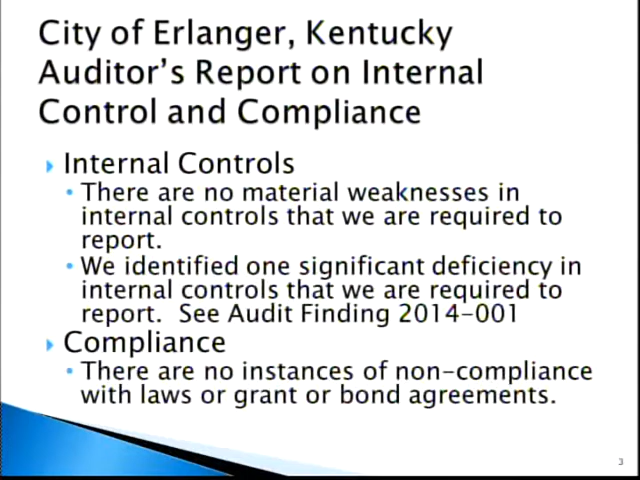 City of Erlanger, Kentucky
Auditor's Report on Internal
Control and Compliance
Internal Controls
There are no material weaknesses in
internal controls that we are required to
report.
We identified one significant deficiency in
internal controls that we are required to
report. See Audit Finding 2014-001
Compliance
There are no instances of non-compliance
with laws or grant or bond agreements.
3